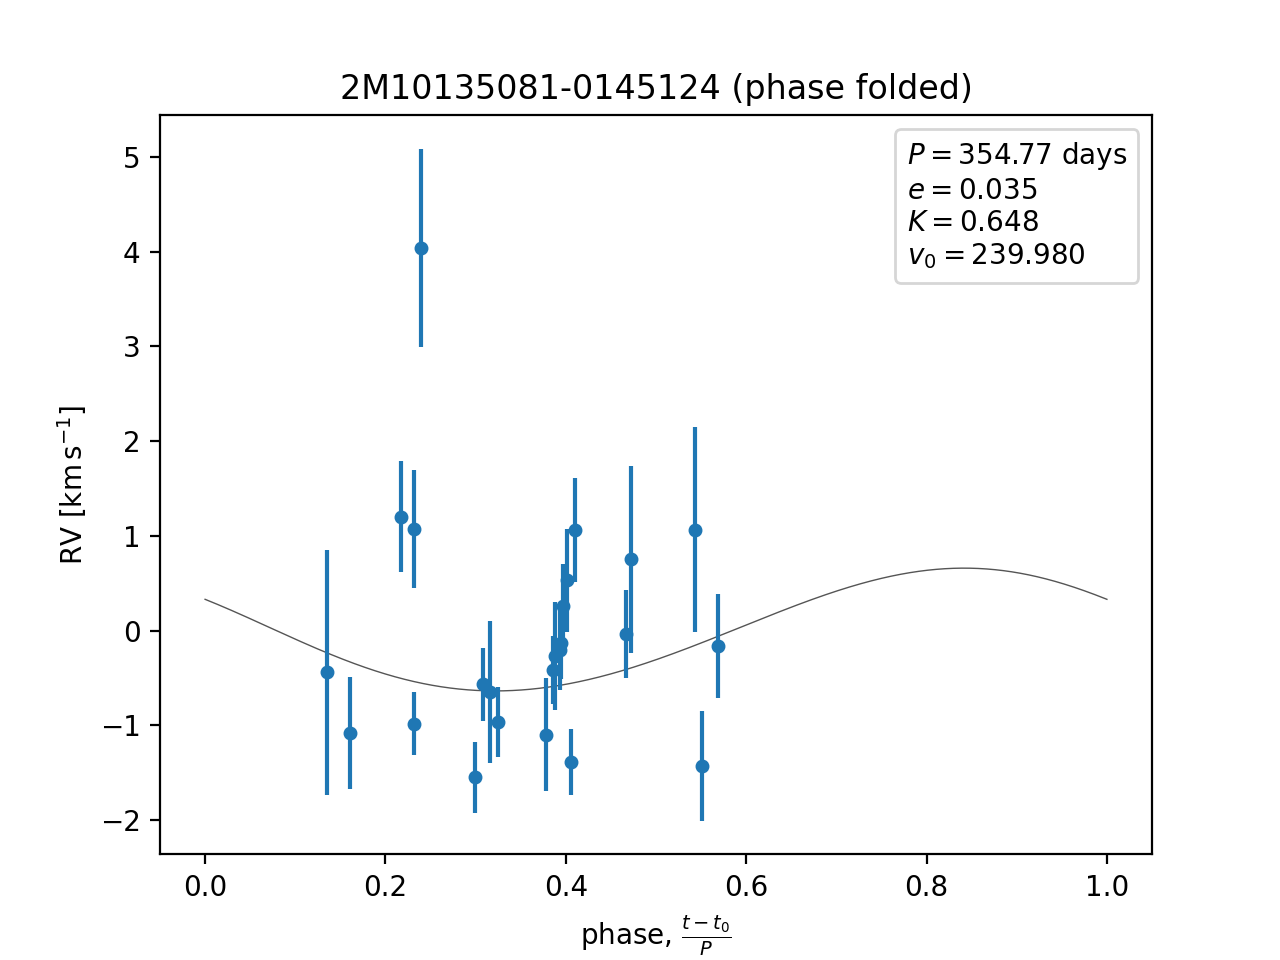 2M10135081-0145124 (phase folded)
P = 354.77 days
e = 0.035
K = 0.648
v₀ = 239.980
5
4
3
2
1
0
−1
−2
RV [km s⁻¹]
0.0 0.2 0.4 0.6 0.8 1.0
phase, (t − t₀)/P